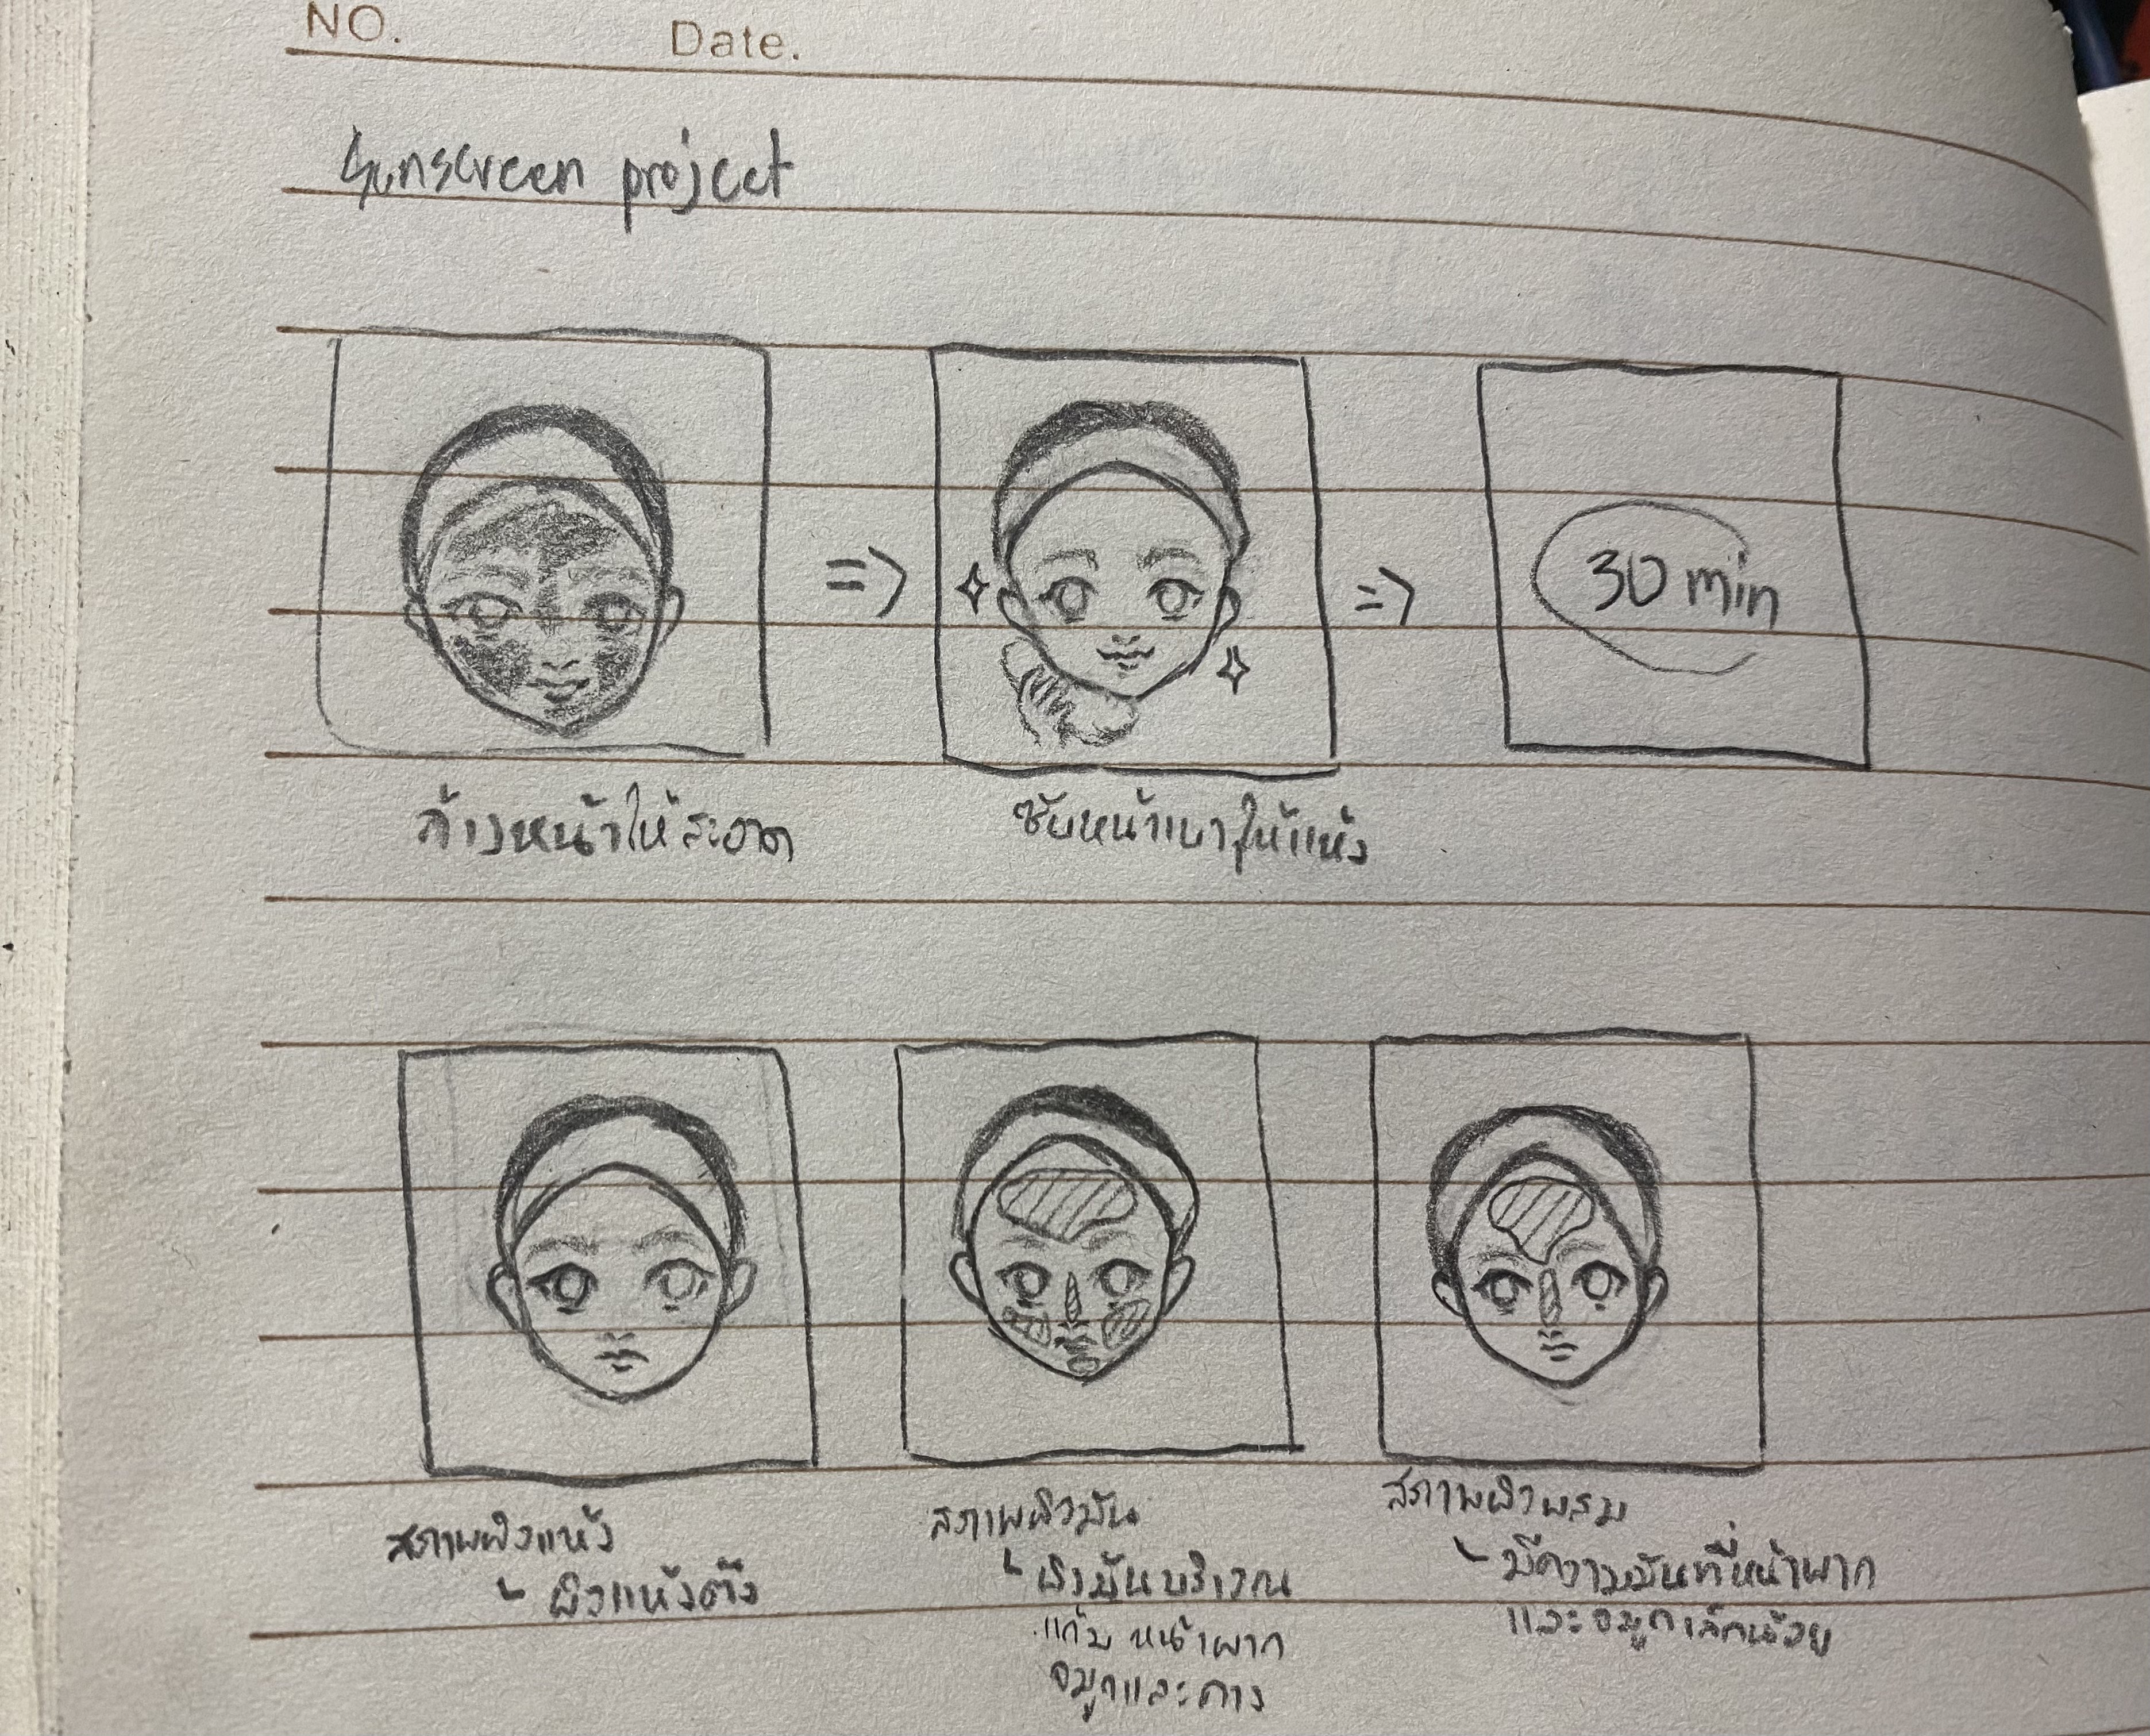 NO. Date.
Sunscreen project
=> => 30 min
ล้างหน้าให้สะอาด ซับหน้าเบาๆให้แห้ง
สภาพผิวแห้ง สภาพผิวมัน สภาพผิวผสม
ผิวแห้งตึง ผิวมันบริเวณ มีความมันที่หน้าผาก
แก้ม หน้าผาก และจมูกเล็กน้อย
จมูกและคาง